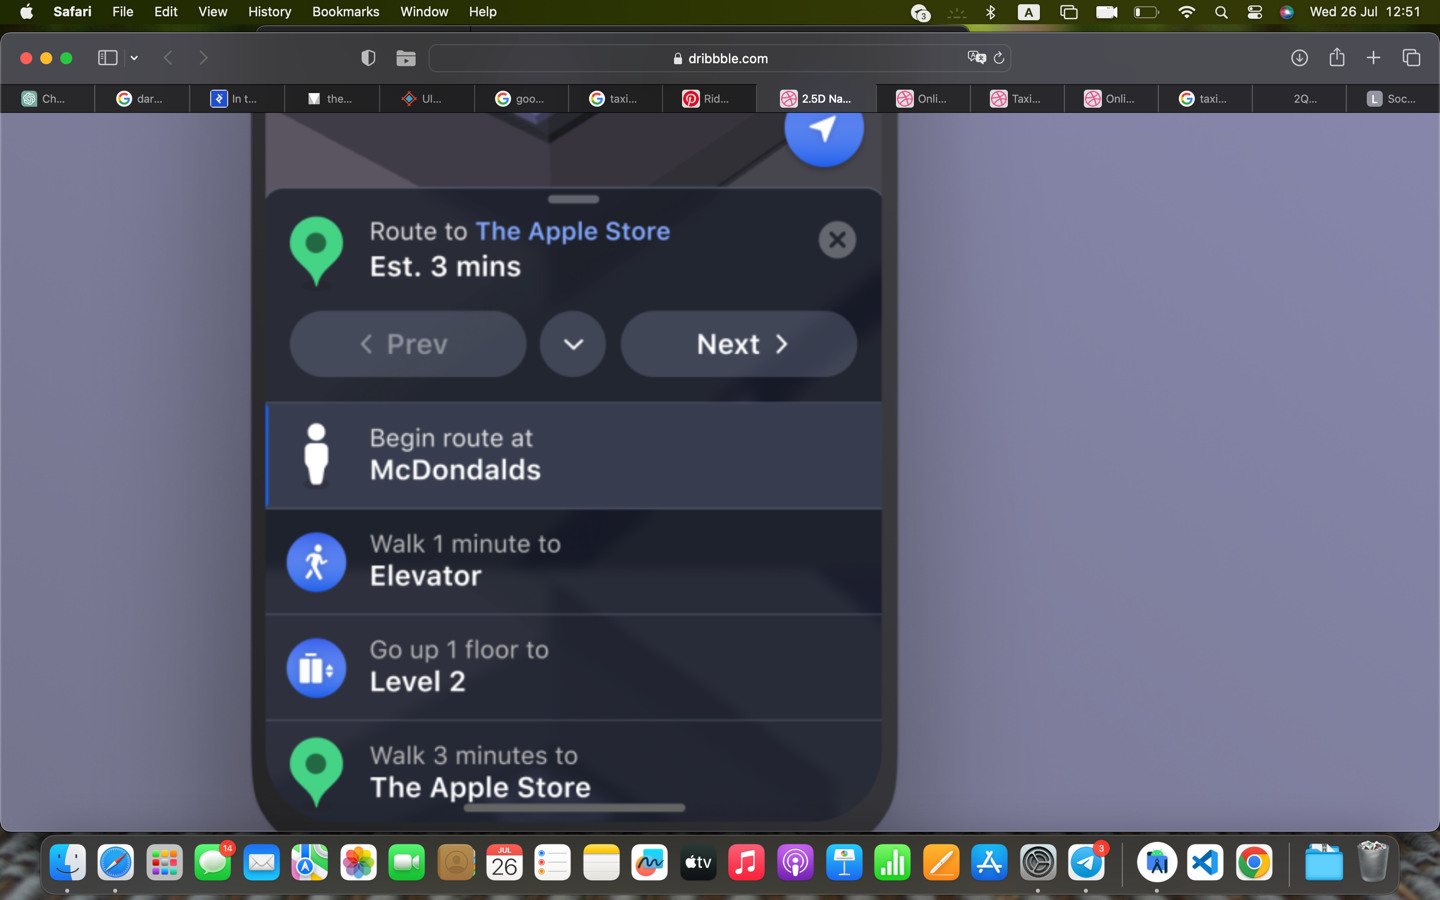 Safari File Edit View History Bookmarks Window Help 3 A Wed 26 Jul 12:51
dribbble.com
Ch... dar... In t... the... UI... goo... taxi... Rid... 2.5D Na... Onli... Taxi... Onli... taxi... 2Q... L Soc...
Route to The Apple Store
Est. 3 mins
Prev Next
Begin route at
McDondalds
Walk 1 minute to
Elevator
Go up 1 floor to
Level 2
Walk 3 minutes to
The Apple Store
14 JUL 26 tv 3